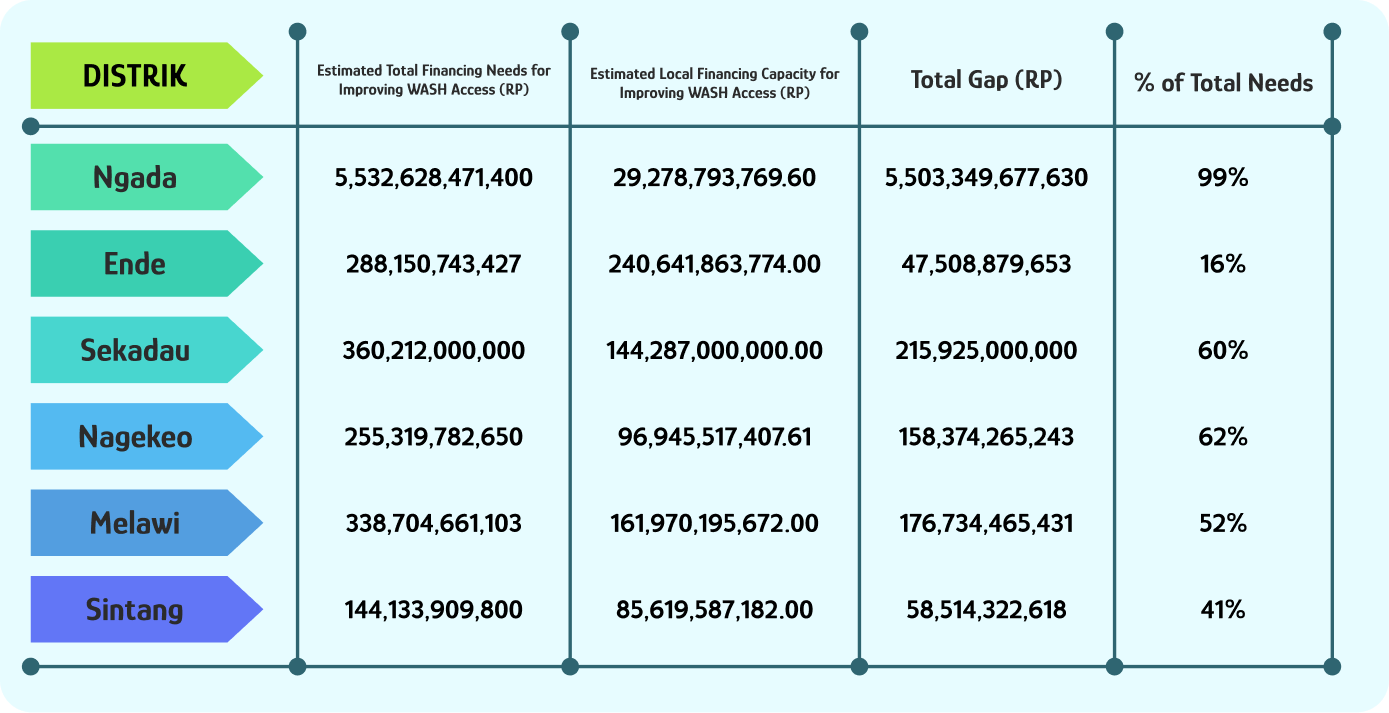 DISTRIK
Estimated Total Financing Needs for
Improving WASH Access (RP)
Estimated Local Financing Capacity for
Improving WASH Access (RP)
Total Gap (RP)
% of Total Needs
Ngada 5,532,628,471,400 29,278,793,769.60 5,503,349,677,630 99%
Ende 288,150,743,427 240,641,863,774.00 47,508,879,653 16%
Sekadau 360,212,000,000 144,287,000,000.00 215,925,000,000 60%
Nagekeo 255,319,782,650 96,945,517,407.61 158,374,265,243 62%
Melawi 338,704,661,103 161,970,195,672.00 176,734,465,431 52%
Sintang 144,133,909,800 85,619,587,182.00 58,514,322,618 41%